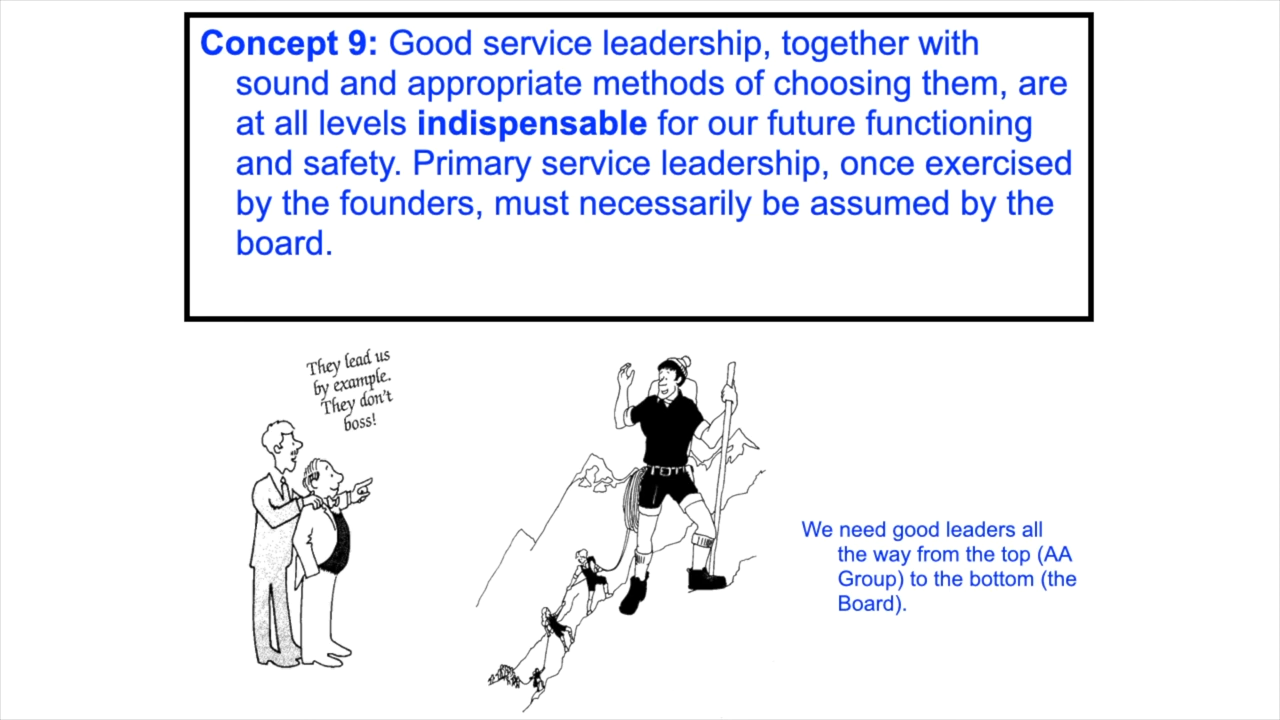 Concept 9: Good service leadership, together with
sound and appropriate methods of choosing them, are
at all levels indispensable for our future functioning
and safety. Primary service leadership, once exercised
by the founders, must necessarily be assumed by the
board.
They lead us
by example.
They don't
boss!
We need good leaders all
the way from the top (AA
Group) to the bottom (the
Board).